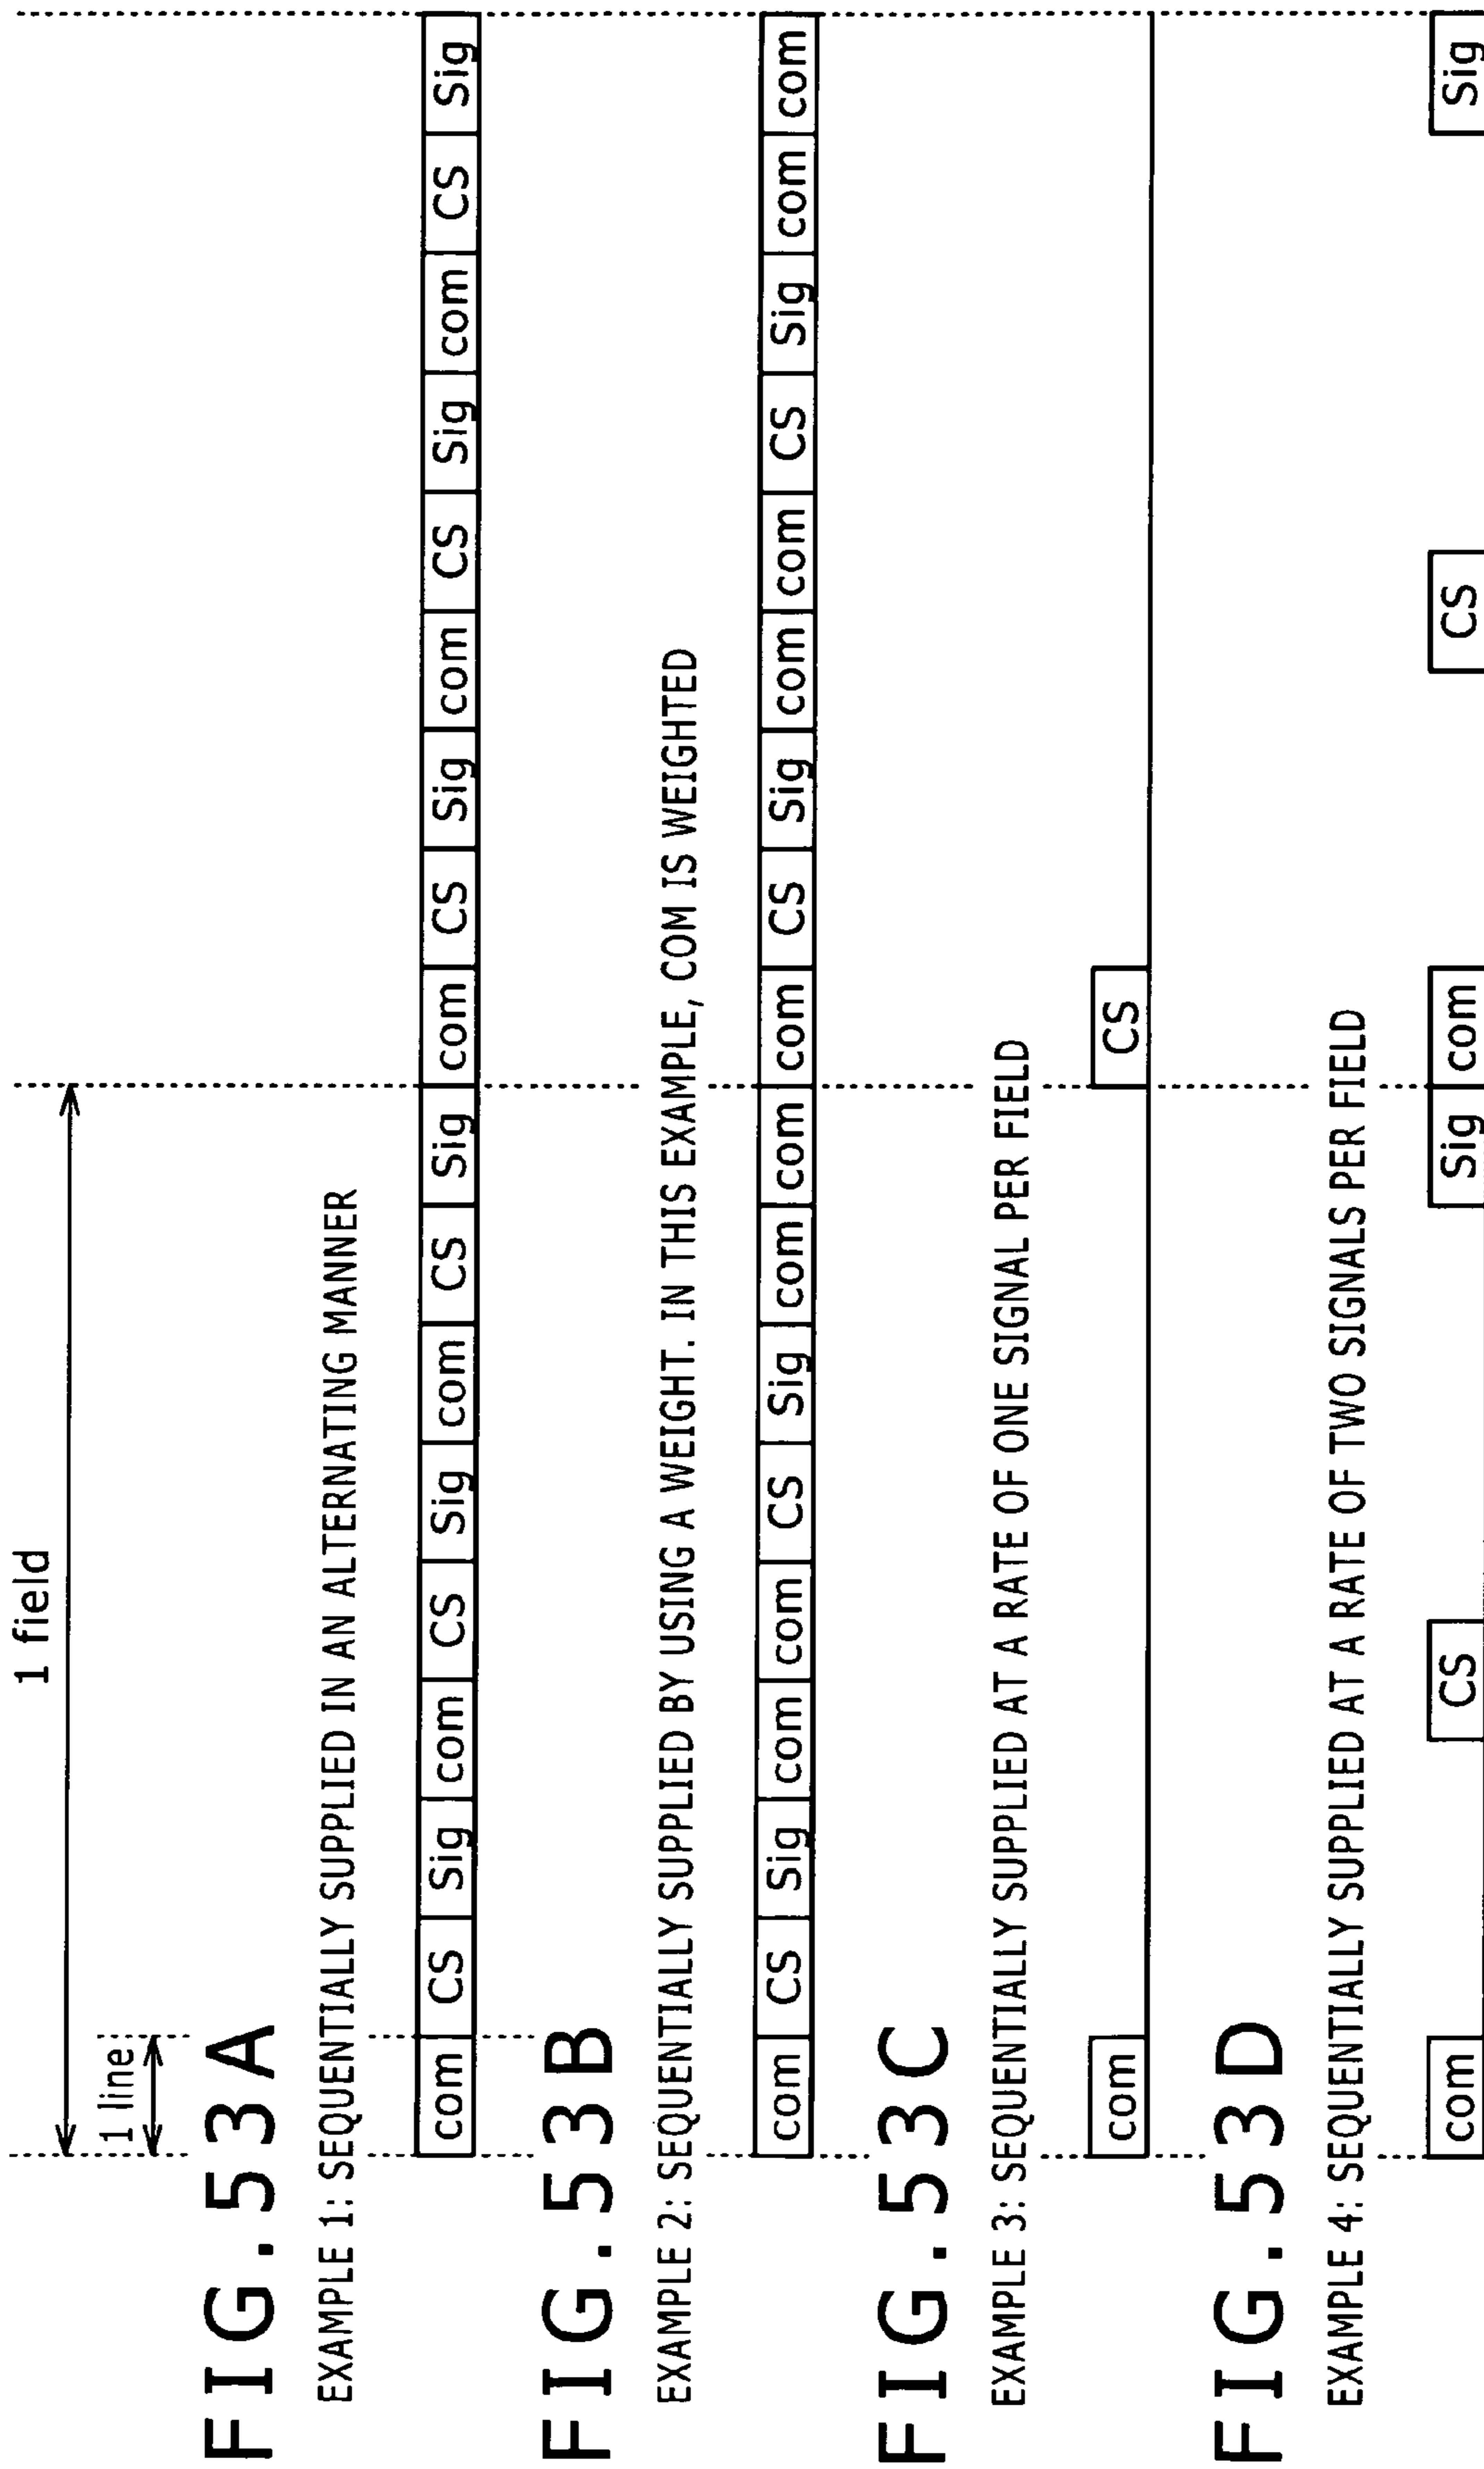 1 field
1 line
FIG.53A
EXAMPLE 1: SEQUENTIALLY SUPPLIED IN AN ALTERNATING MANNER
com CS Sig com CS Sig com CS Sig com CS Sig com CS Sig com CS Sig
FIG.53B
EXAMPLE 2: SEQUENTIALLY SUPPLIED BY USING A WEIGHT. IN THIS EXAMPLE, COM IS WEIGHTED
com CS Sig com com CS Sig com com com CS Sig com com CS Sig com com
FIG.53C
EXAMPLE 3: SEQUENTIALLY SUPPLIED AT A RATE OF ONE SIGNAL PER FIELD
com CS
FIG.53D
EXAMPLE 4: SEQUENTIALLY SUPPLIED AT A RATE OF TWO SIGNALS PER FIELD
com CS Sig com CS Sig